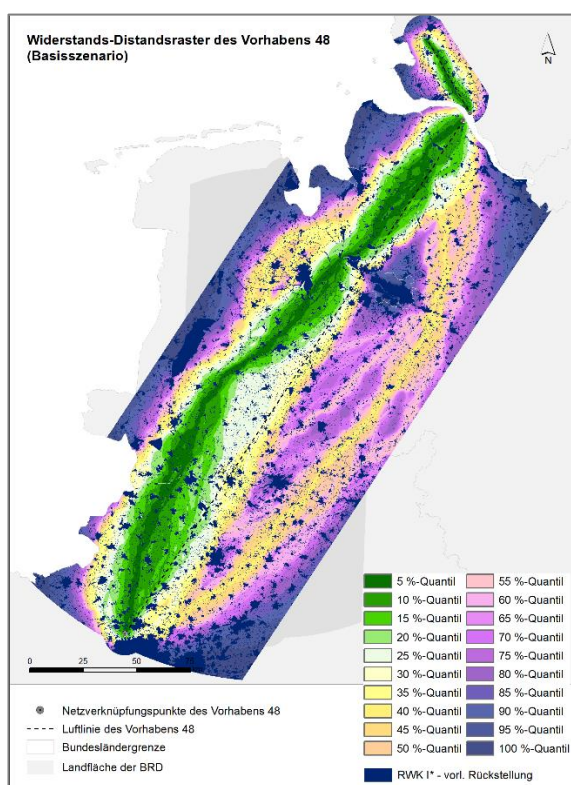 Widerstands-Distandsraster des Vorhabens 48
(Basisszenario)
N
5 %-Quantil
55 %-Quantil
10 %-Quantil
60 %-Quantil
15 %-Quantil
65 %-Quantil
20 %-Quantil
70 %-Quantil
25 %-Quantil
75 %-Quantil
30 %-Quantil
80 %-Quantil
35 %-Quantil
85 %-Quantil
40 %-Quantil
90 %-Quantil
45 %-Quantil
95 %-Quantil
50 %-Quantil
100 %-Quantil
RWK I* - vorl. Rückstellung
0 25 50
Netzverknüpfungspunkte des Vorhabens 48
Luftlinie des Vorhabens 48
Bundesländergrenze
Landfläche der BRD